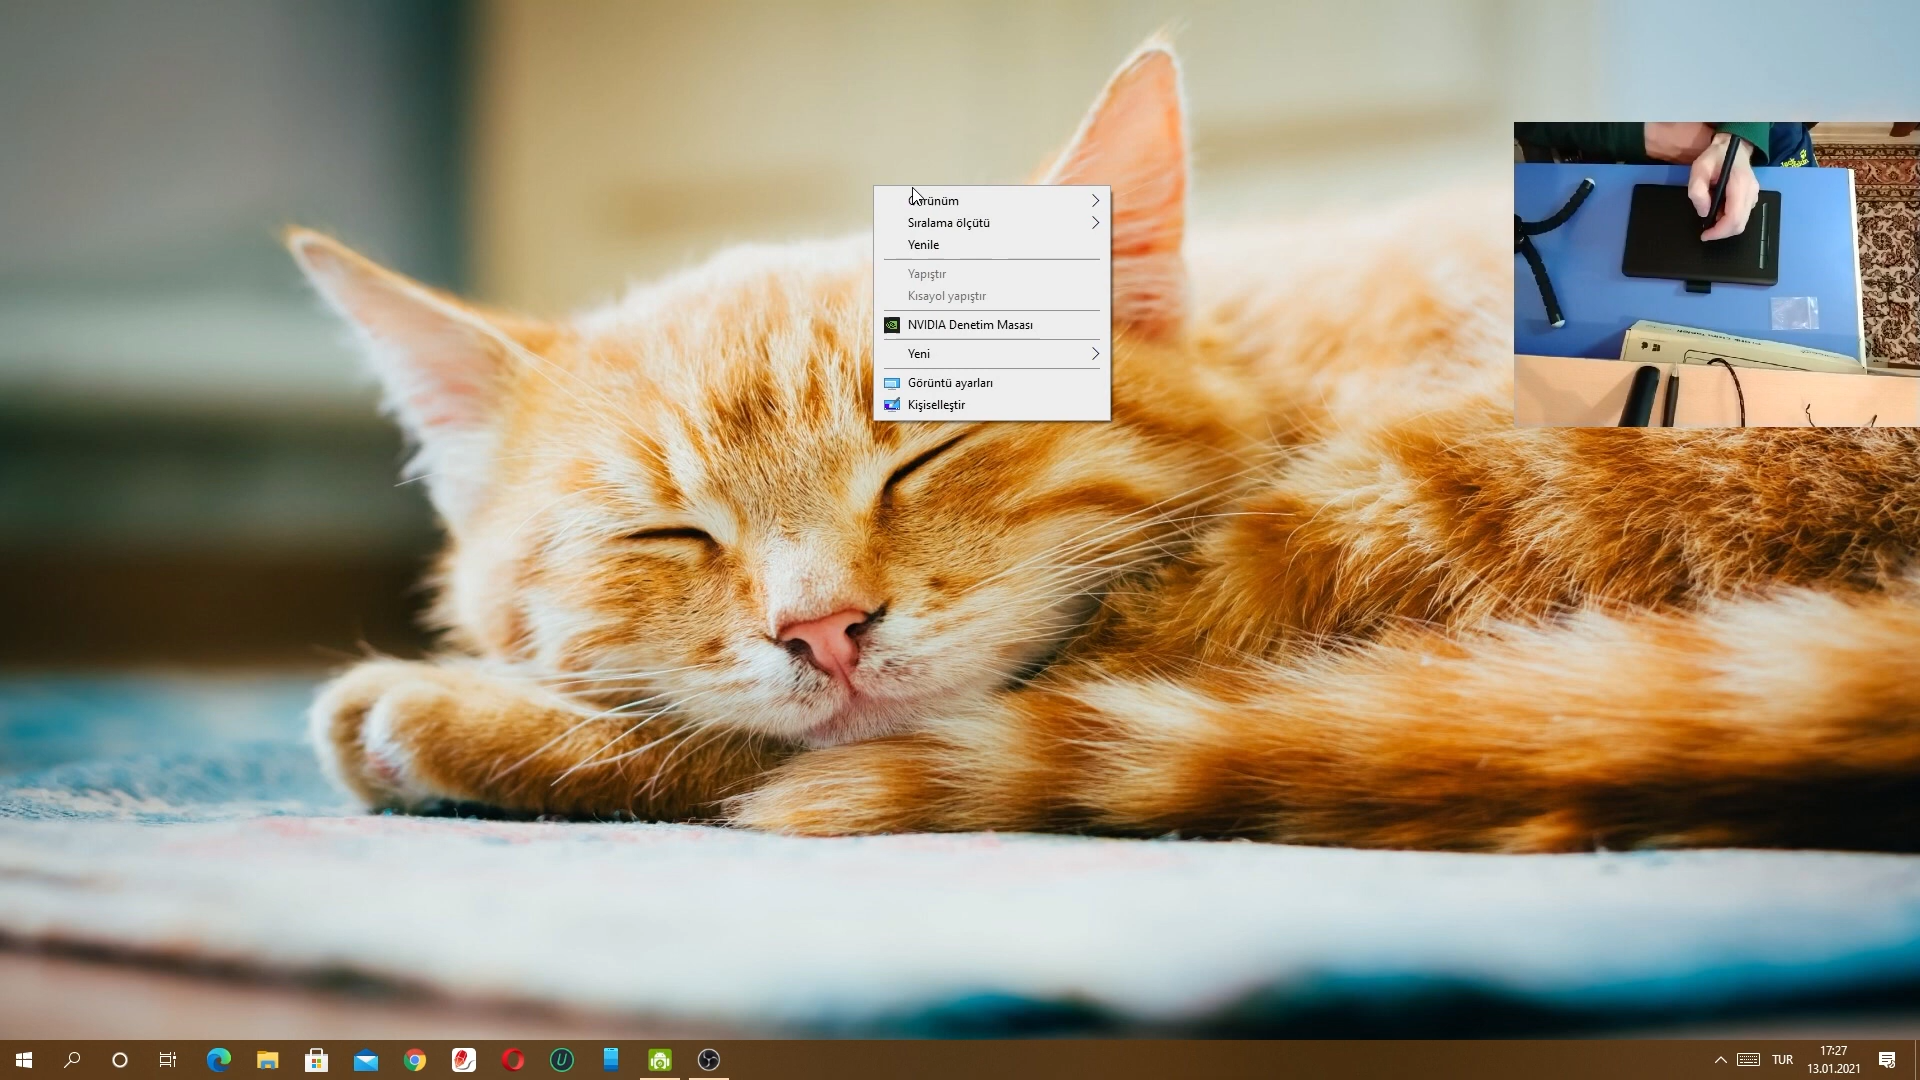 Görünüm
Sıralama ölçütü
Yenile
Yapıştır
Kısayol yapıştır
NVIDIA Denetim Masası
Yeni
Görüntü ayarları
Kişiselleştir
TUR
17:27
13.01.2021